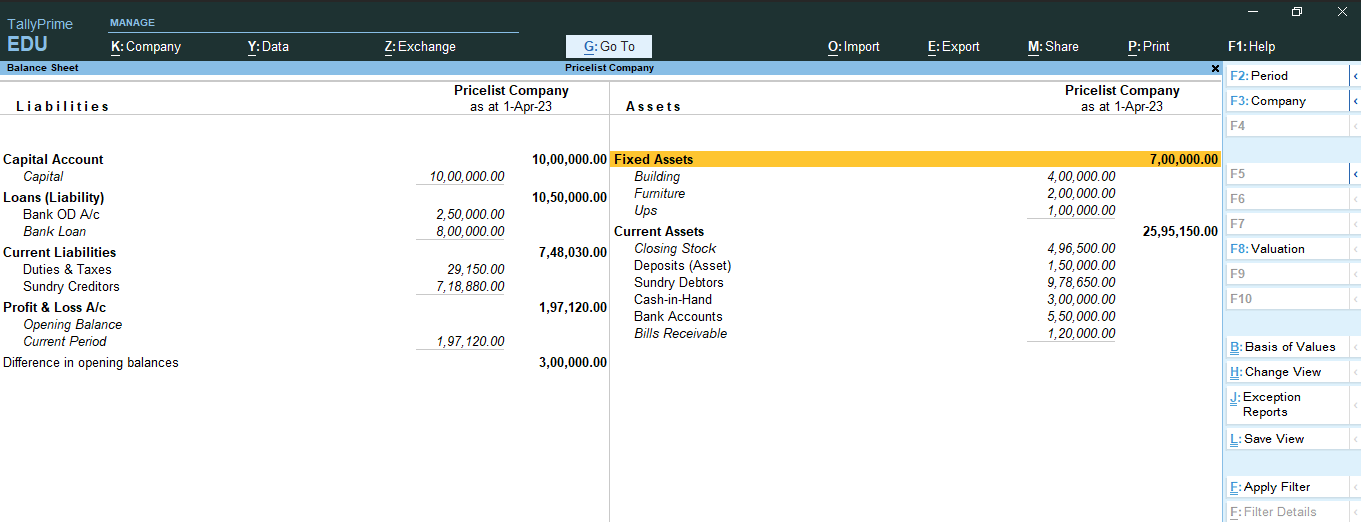 TallyPrime
EDU
MANAGE
K: Company
Y: Data
Z: Exchange
G: Go To
O: Import
E: Export
M: Share
P: Print
F1: Help
Balance Sheet
Pricelist Company
x
Liabilities
Pricelist Company
as at 1-Apr-23
Assets
Pricelist Company
as at 1-Apr-23
Capital Account 10,00,000.00
Capital 10,00,000.00
Loans (Liability) 10,50,000.00
Bank OD A/c 2,50,000.00
Bank Loan 8,00,000.00
Current Liabilities 7,48,030.00
Duties & Taxes 29,150.00
Sundry Creditors 7,18,880.00
Profit & Loss A/c 1,97,120.00
Opening Balance
Current Period 1,97,120.00
Difference in opening balances 3,00,000.00
Fixed Assets 7,00,000.00
Building 4,00,000.00
Furniture 2,00,000.00
Ups 1,00,000.00
Current Assets 25,95,150.00
Closing Stock 4,96,500.00
Deposits (Asset) 1,50,000.00
Sundry Debtors 9,78,650.00
Cash-in-Hand 3,00,000.00
Bank Accounts 5,50,000.00
Bills Receivable 1,20,000.00
F2: Period
F3: Company
F4
F5
F6
F7
F8: Valuation
F9
F10
B: Basis of Values
H: Change View
J: Exception
Reports
L: Save View
F: Apply Filter
F: Filter Details